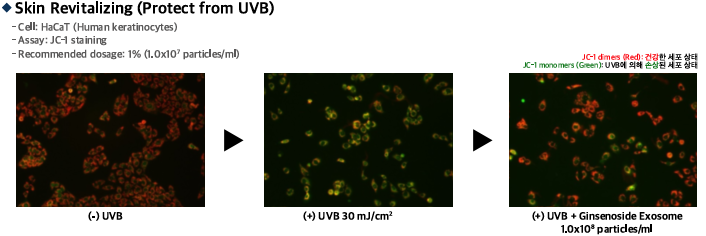 ◆ Skin Revitalizing (Protect from UVB)
- Cell: HaCaT (Human keratinocytes)
- Assay: JC-1 staining
- Recommended dosage: 1% (1.0x10⁷ particles/ml)
JC-1 dimers (Red): 건강한 세포 상태
JC-1 monomers (Green): UVB에 의해 손상된 세포 상태
(-) UVB
(+) UVB 30 mJ/cm²
(+) UVB + Ginsenoside Exosome
1.0x10⁸ particles/ml